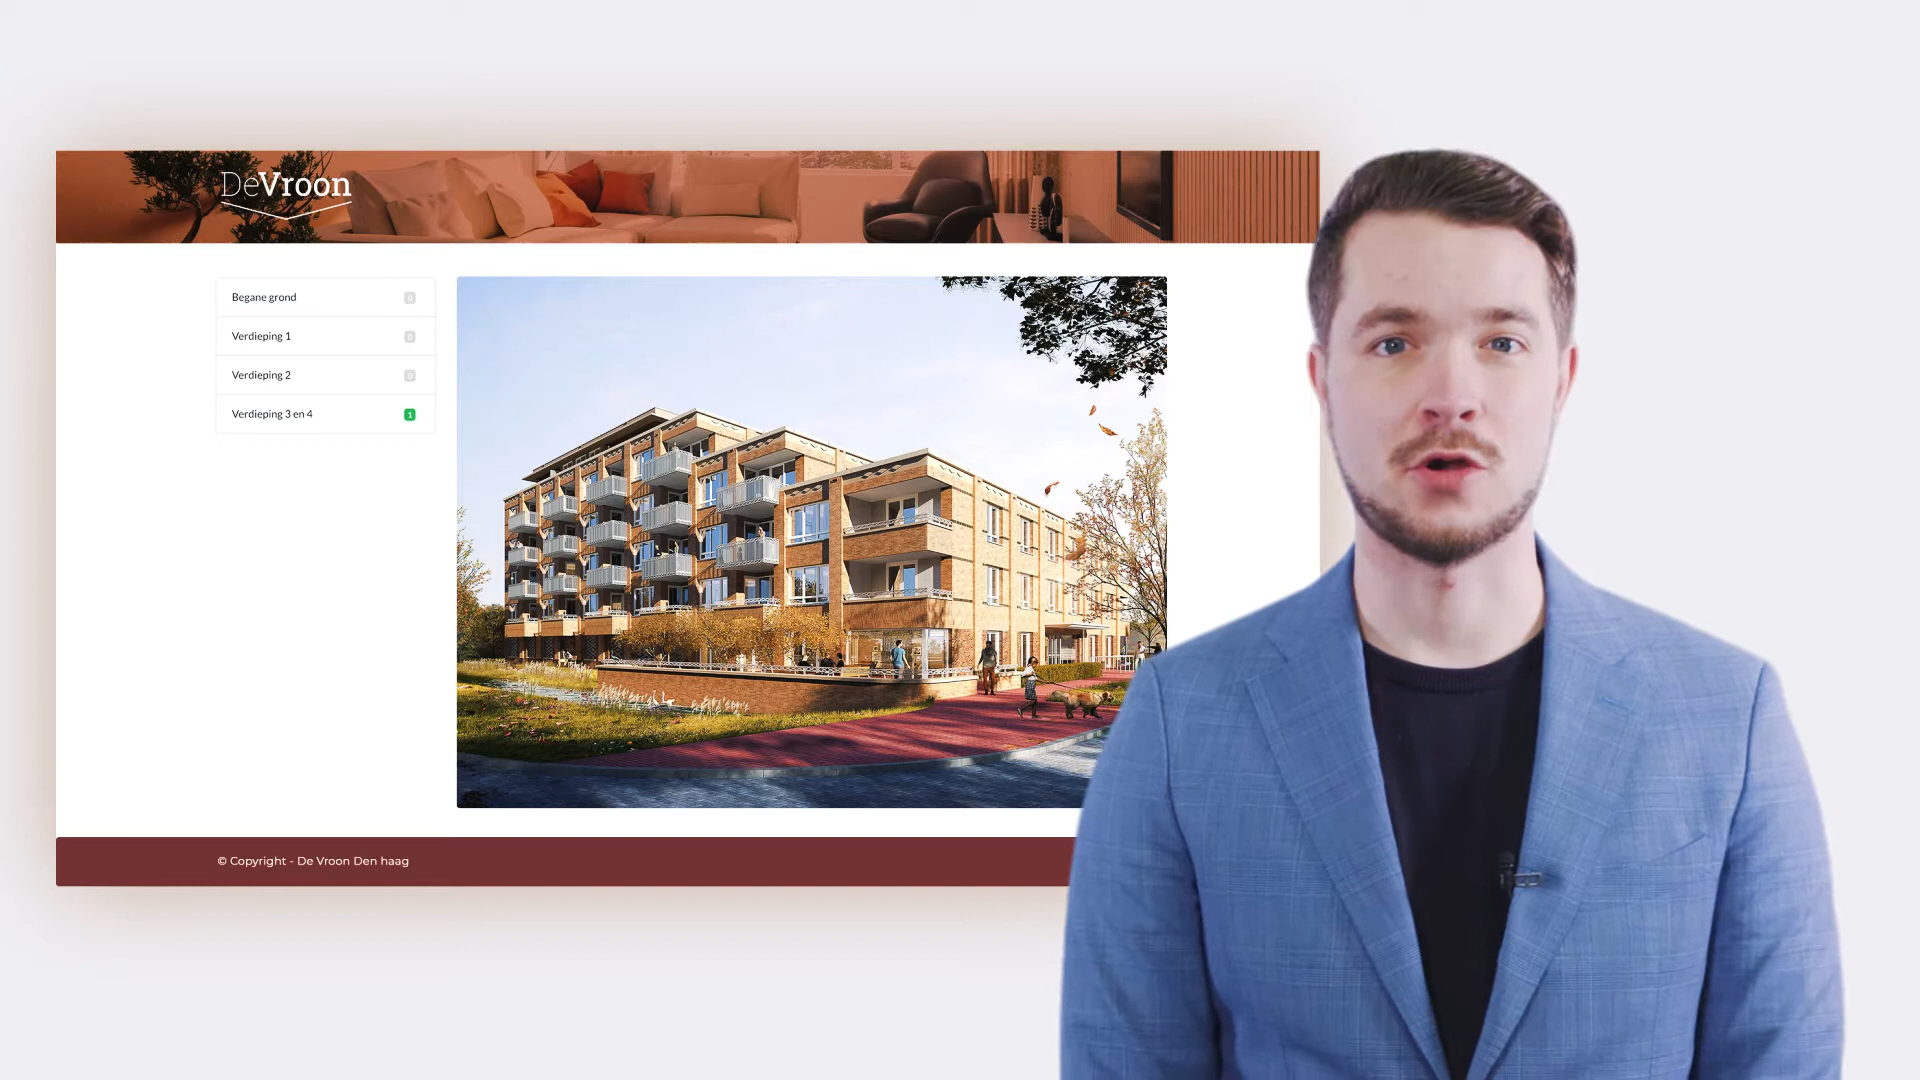 DeVroon
Begane grond 0
Verdieping 1 0
Verdieping 2 0
Verdieping 3 en 4 1
© Copyright - De Vroon Den haag